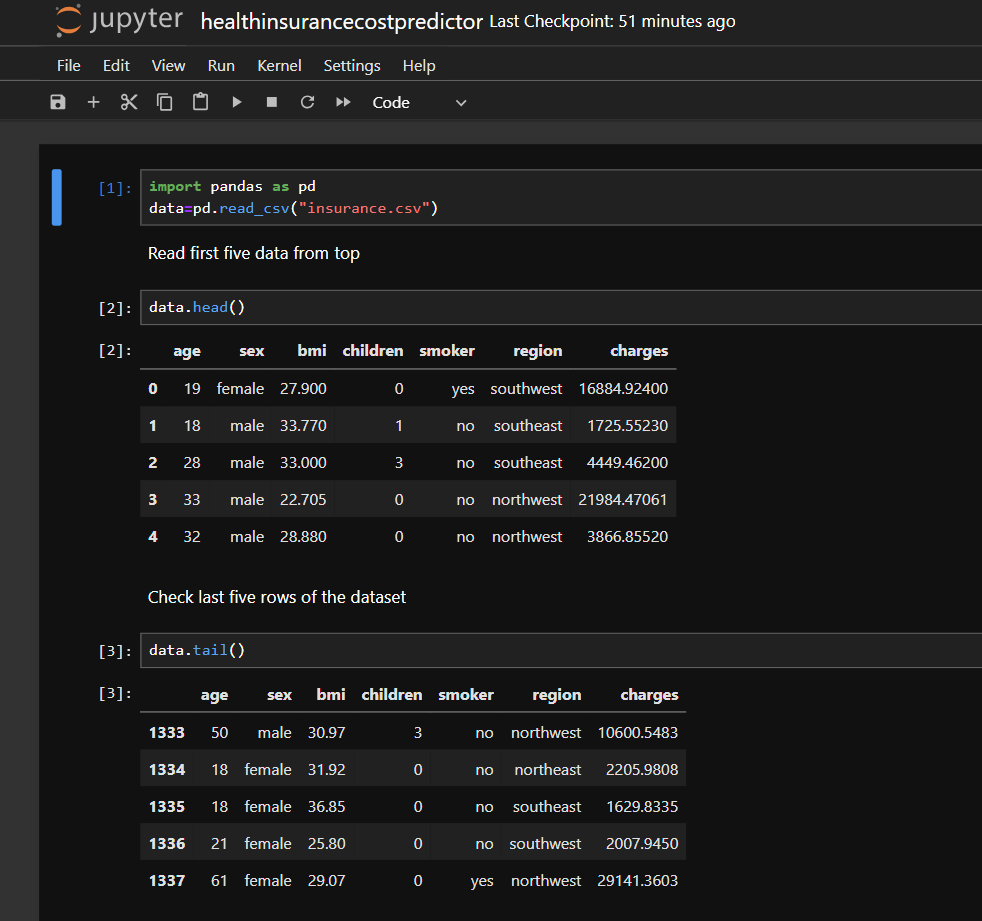 jupyter healthinsurancecostpredictor Last Checkpoint: 51 minutes ago
File Edit View Run Kernel Settings Help
Code
[1]: import pandas as pd
data=pd.read_csv("insurance.csv")
Read first five data from top
[2]: data.head()
[2]: age sex bmi children smoker region charges
0 19 female 27.900 0 yes southwest 16884.92400
1 18 male 33.770 1 no southeast 1725.55230
2 28 male 33.000 3 no southeast 4449.46200
3 33 male 22.705 0 no northwest 21984.47061
4 32 male 28.880 0 no northwest 3866.85520
Check last five rows of the dataset
[3]: data.tail()
[3]: age sex bmi children smoker region charges
1333 50 male 30.97 3 no northwest 10600.5483
1334 18 female 31.92 0 no northeast 2205.9808
1335 18 female 36.85 0 no southeast 1629.8335
1336 21 female 25.80 0 no southwest 2007.9450
1337 61 female 29.07 0 yes northwest 29141.3603